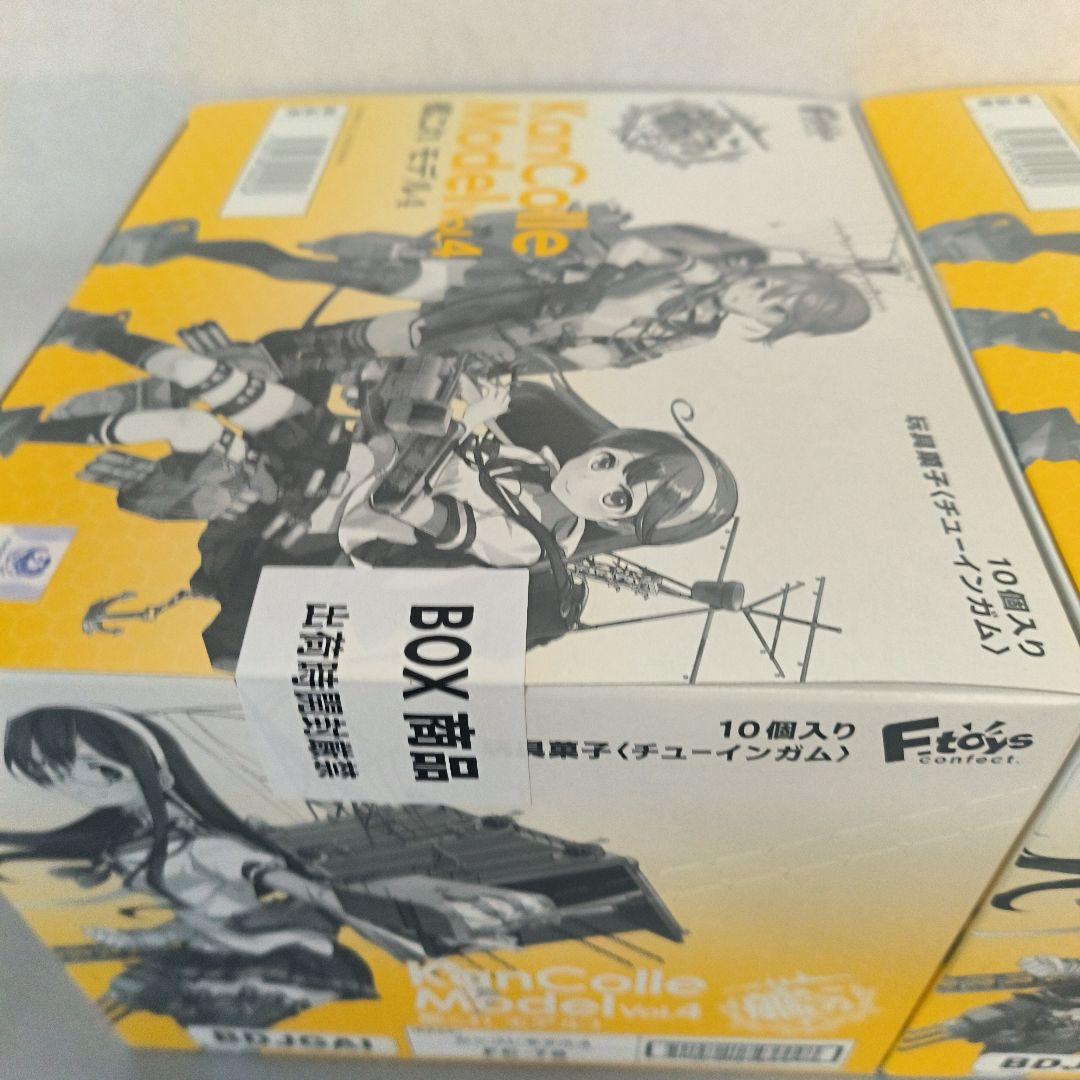 KanColle
Model Vol.4
艦これ モデル4
玩具菓子〈チューインガム〉
10個入り
BOX 商品
出荷時開封厳禁
10個入り
具菓子〈チューインガム〉
F-toys
confect.
KanColle
Model Vol.4
BDJGAI